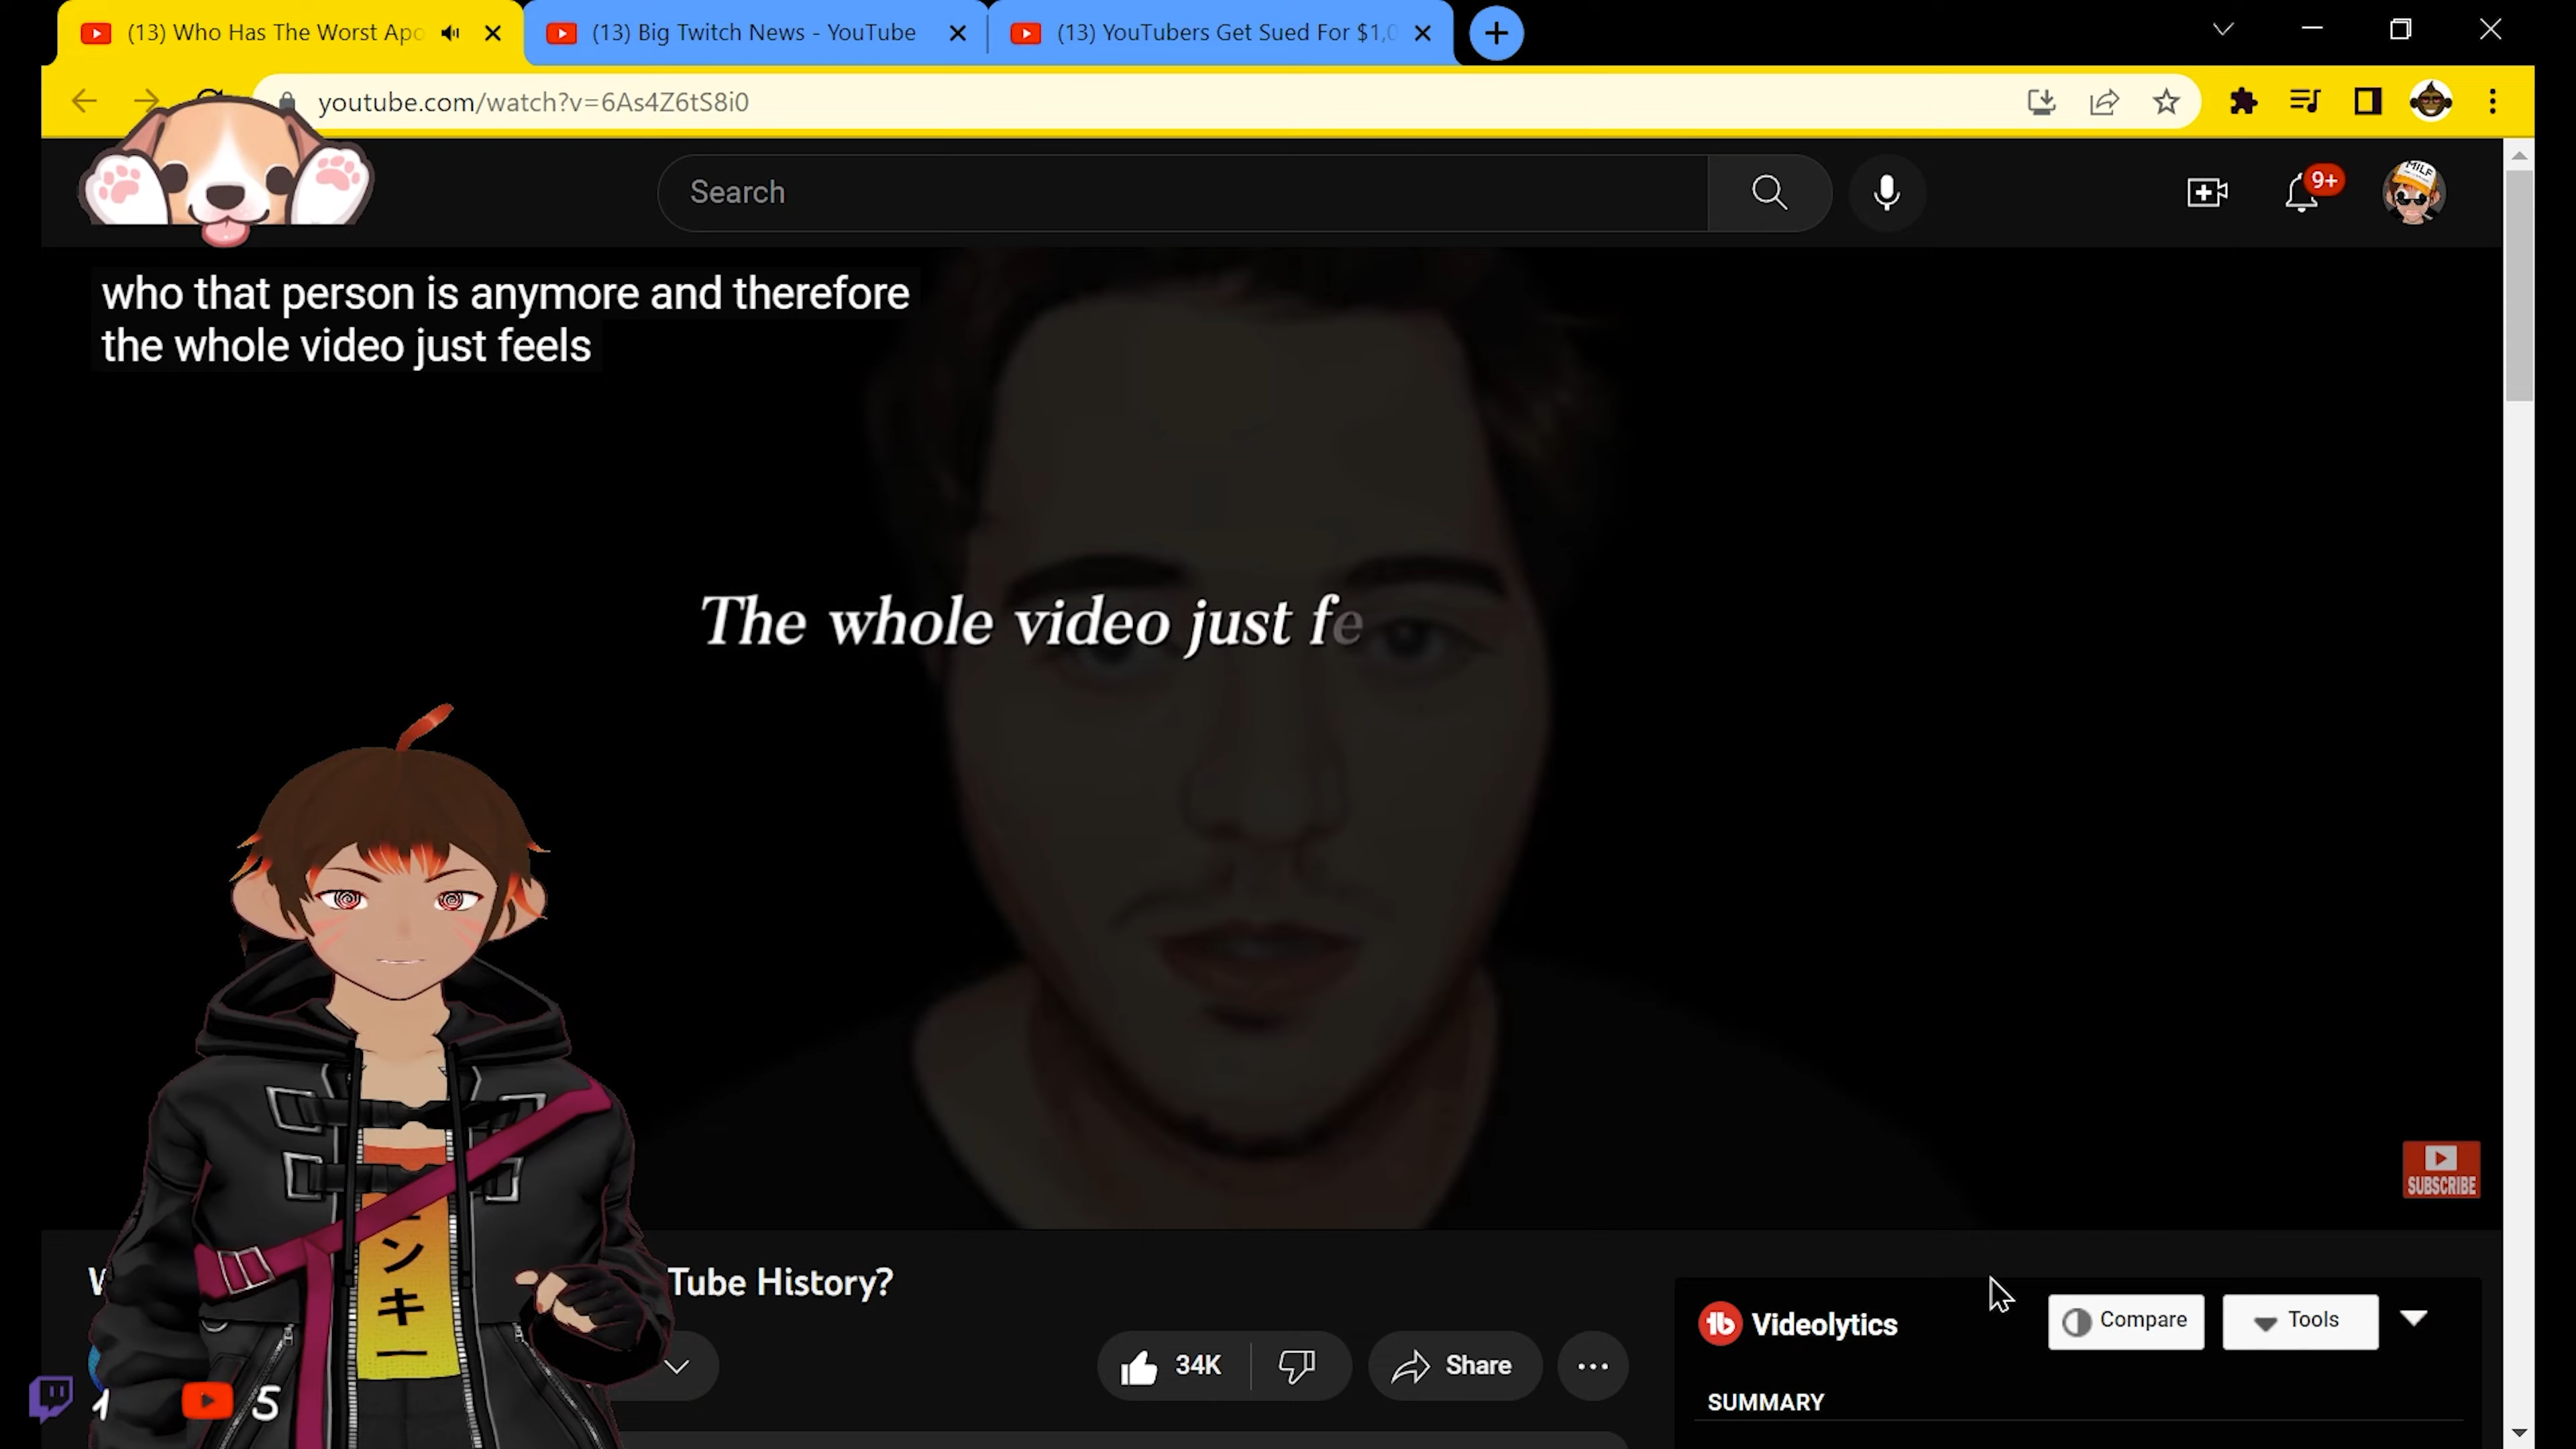 (13) Who Has The Worst Apo
(13) Big Twitch News - YouTube
(13) YouTubers Get Sued For $1,0
youtube.com/watch?v=6As4Z6tS8i0
Search
9+
MILF
who that person is anymore and therefore
the whole video just feels
The whole video just fe
SUBSCRIBE
ンキー
W
Tube History?
34K
Share
Videolytics
Compare
Tools
SUMMARY
1
5